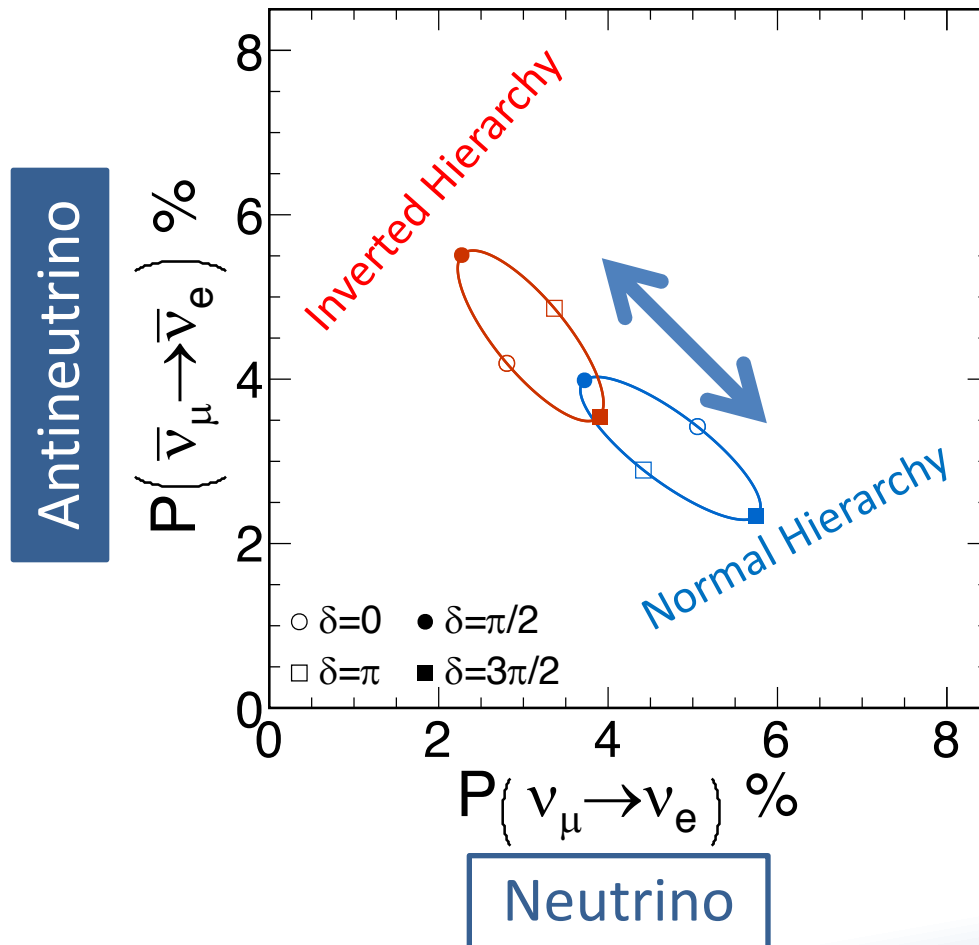 Antineutrino
P(ν̅μ→ν̅e) %
8
6
4
2
0
Inverted Hierarchy
Normal Hierarchy
○ δ=0 ● δ=π/2
□ δ=π ■ δ=3π/2
0 2 4 6 8
P(νμ→νe) %
Neutrino